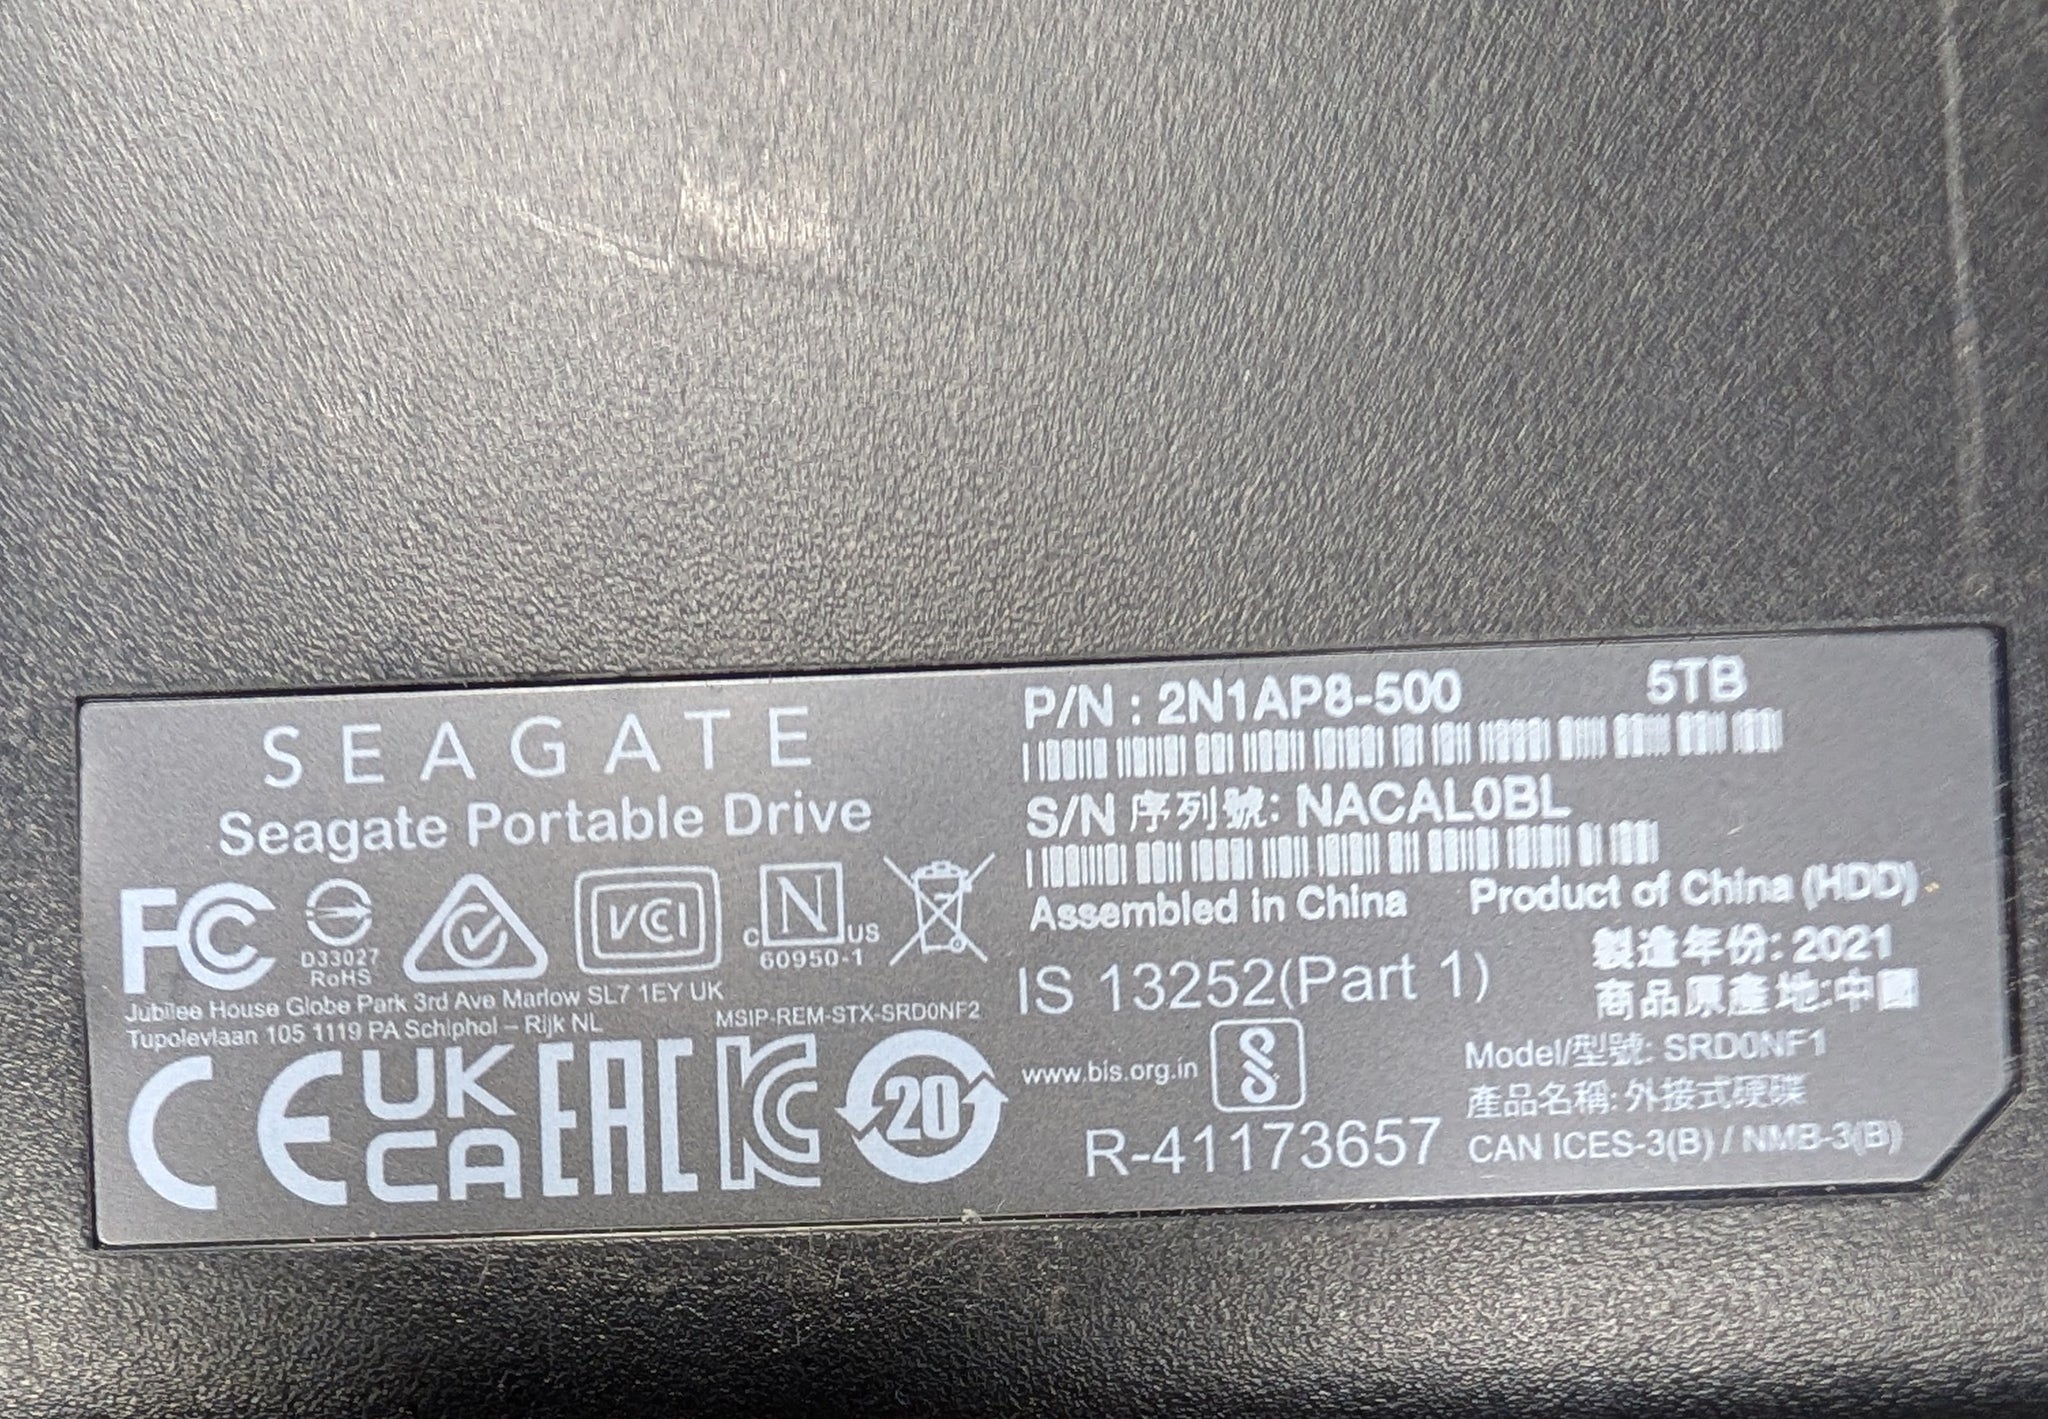 SEAGATE
Seagate Portable Drive
FC
D33027
RoHS
VCI
c N US
60950-1
Jubilee House Globe Park 3rd Ave Marlow SL7 1EY UK
Tupolevlaan 105 1119 PA Schiphol – Rijk NL
MSIP-REM-STX-SRD0NF2
CE UK CA EAC KC 20
P/N : 2N1AP8-500 5TB
S/N 序列號: NACAL0BL
Assembled in China Product of China (HDD)
IS 13252(Part 1)
製造年份: 2021
商品原產地:中國
www.bis.org.in
R-41173657
Model/型號: SRD0NF1
產品名稱: 外接式硬碟
CAN ICES-3(B) / NMB-3(B)